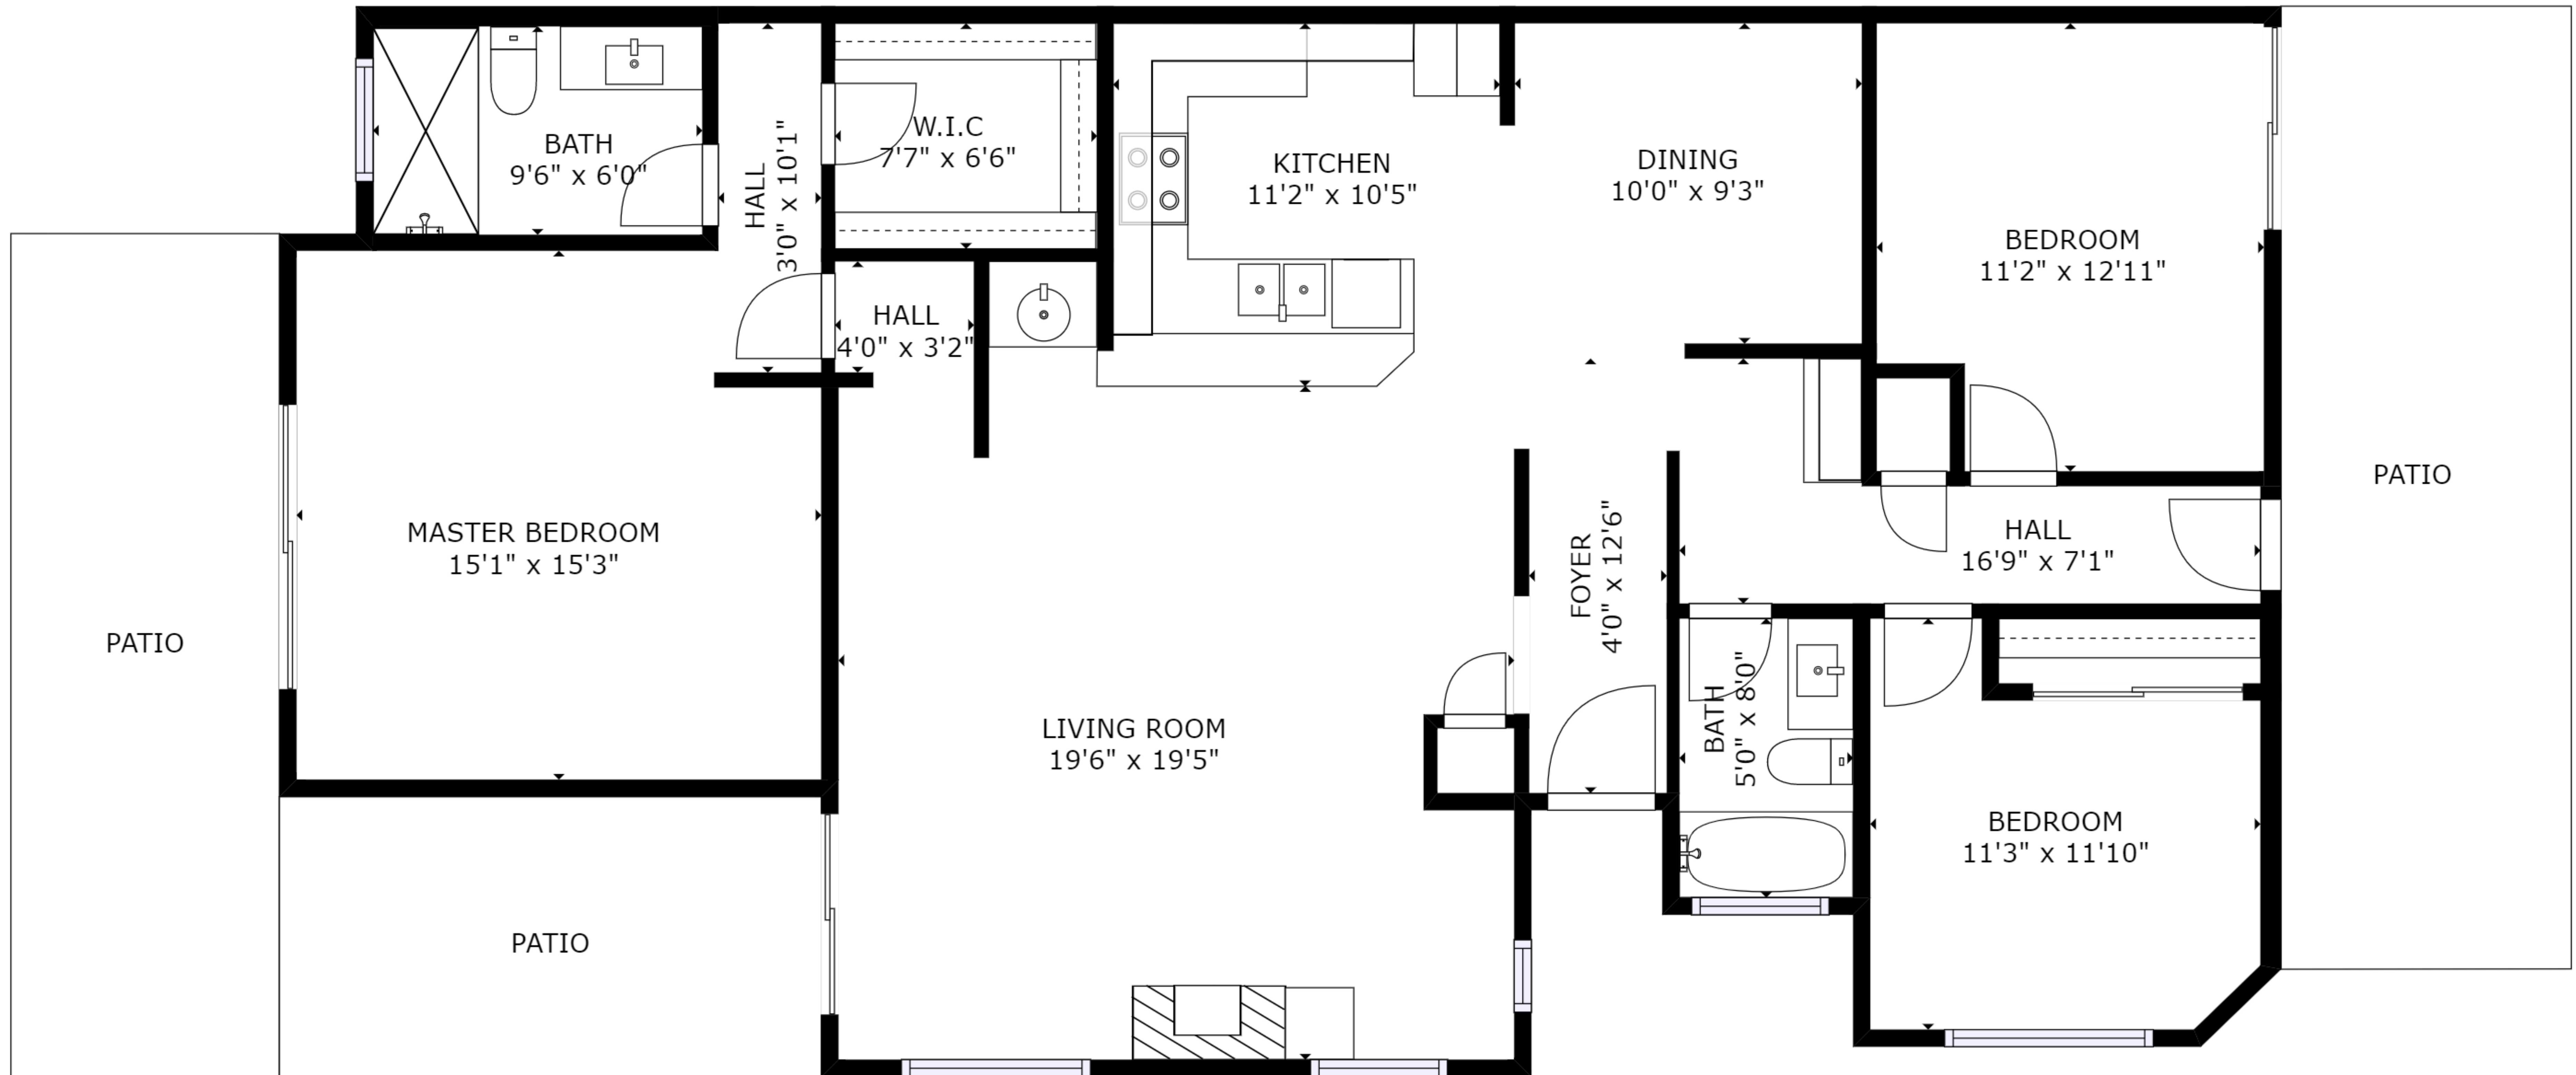 BATH
9'6" x 6'0"
HALL
3'0" x 10'1"
W.I.C
7'7" x 6'6"
KITCHEN
11'2" x 10'5"
DINING
10'0" x 9'3"
BEDROOM
11'2" x 12'11"
HALL
4'0" x 3'2"
PATIO
MASTER BEDROOM
15'1" x 15'3"
FOYER
4'0" x 12'6"
HALL
16'9" x 7'1"
PATIO
LIVING ROOM
19'6" x 19'5"
BATH
5'0" x 8'0"
BEDROOM
11'3" x 11'10"
PATIO